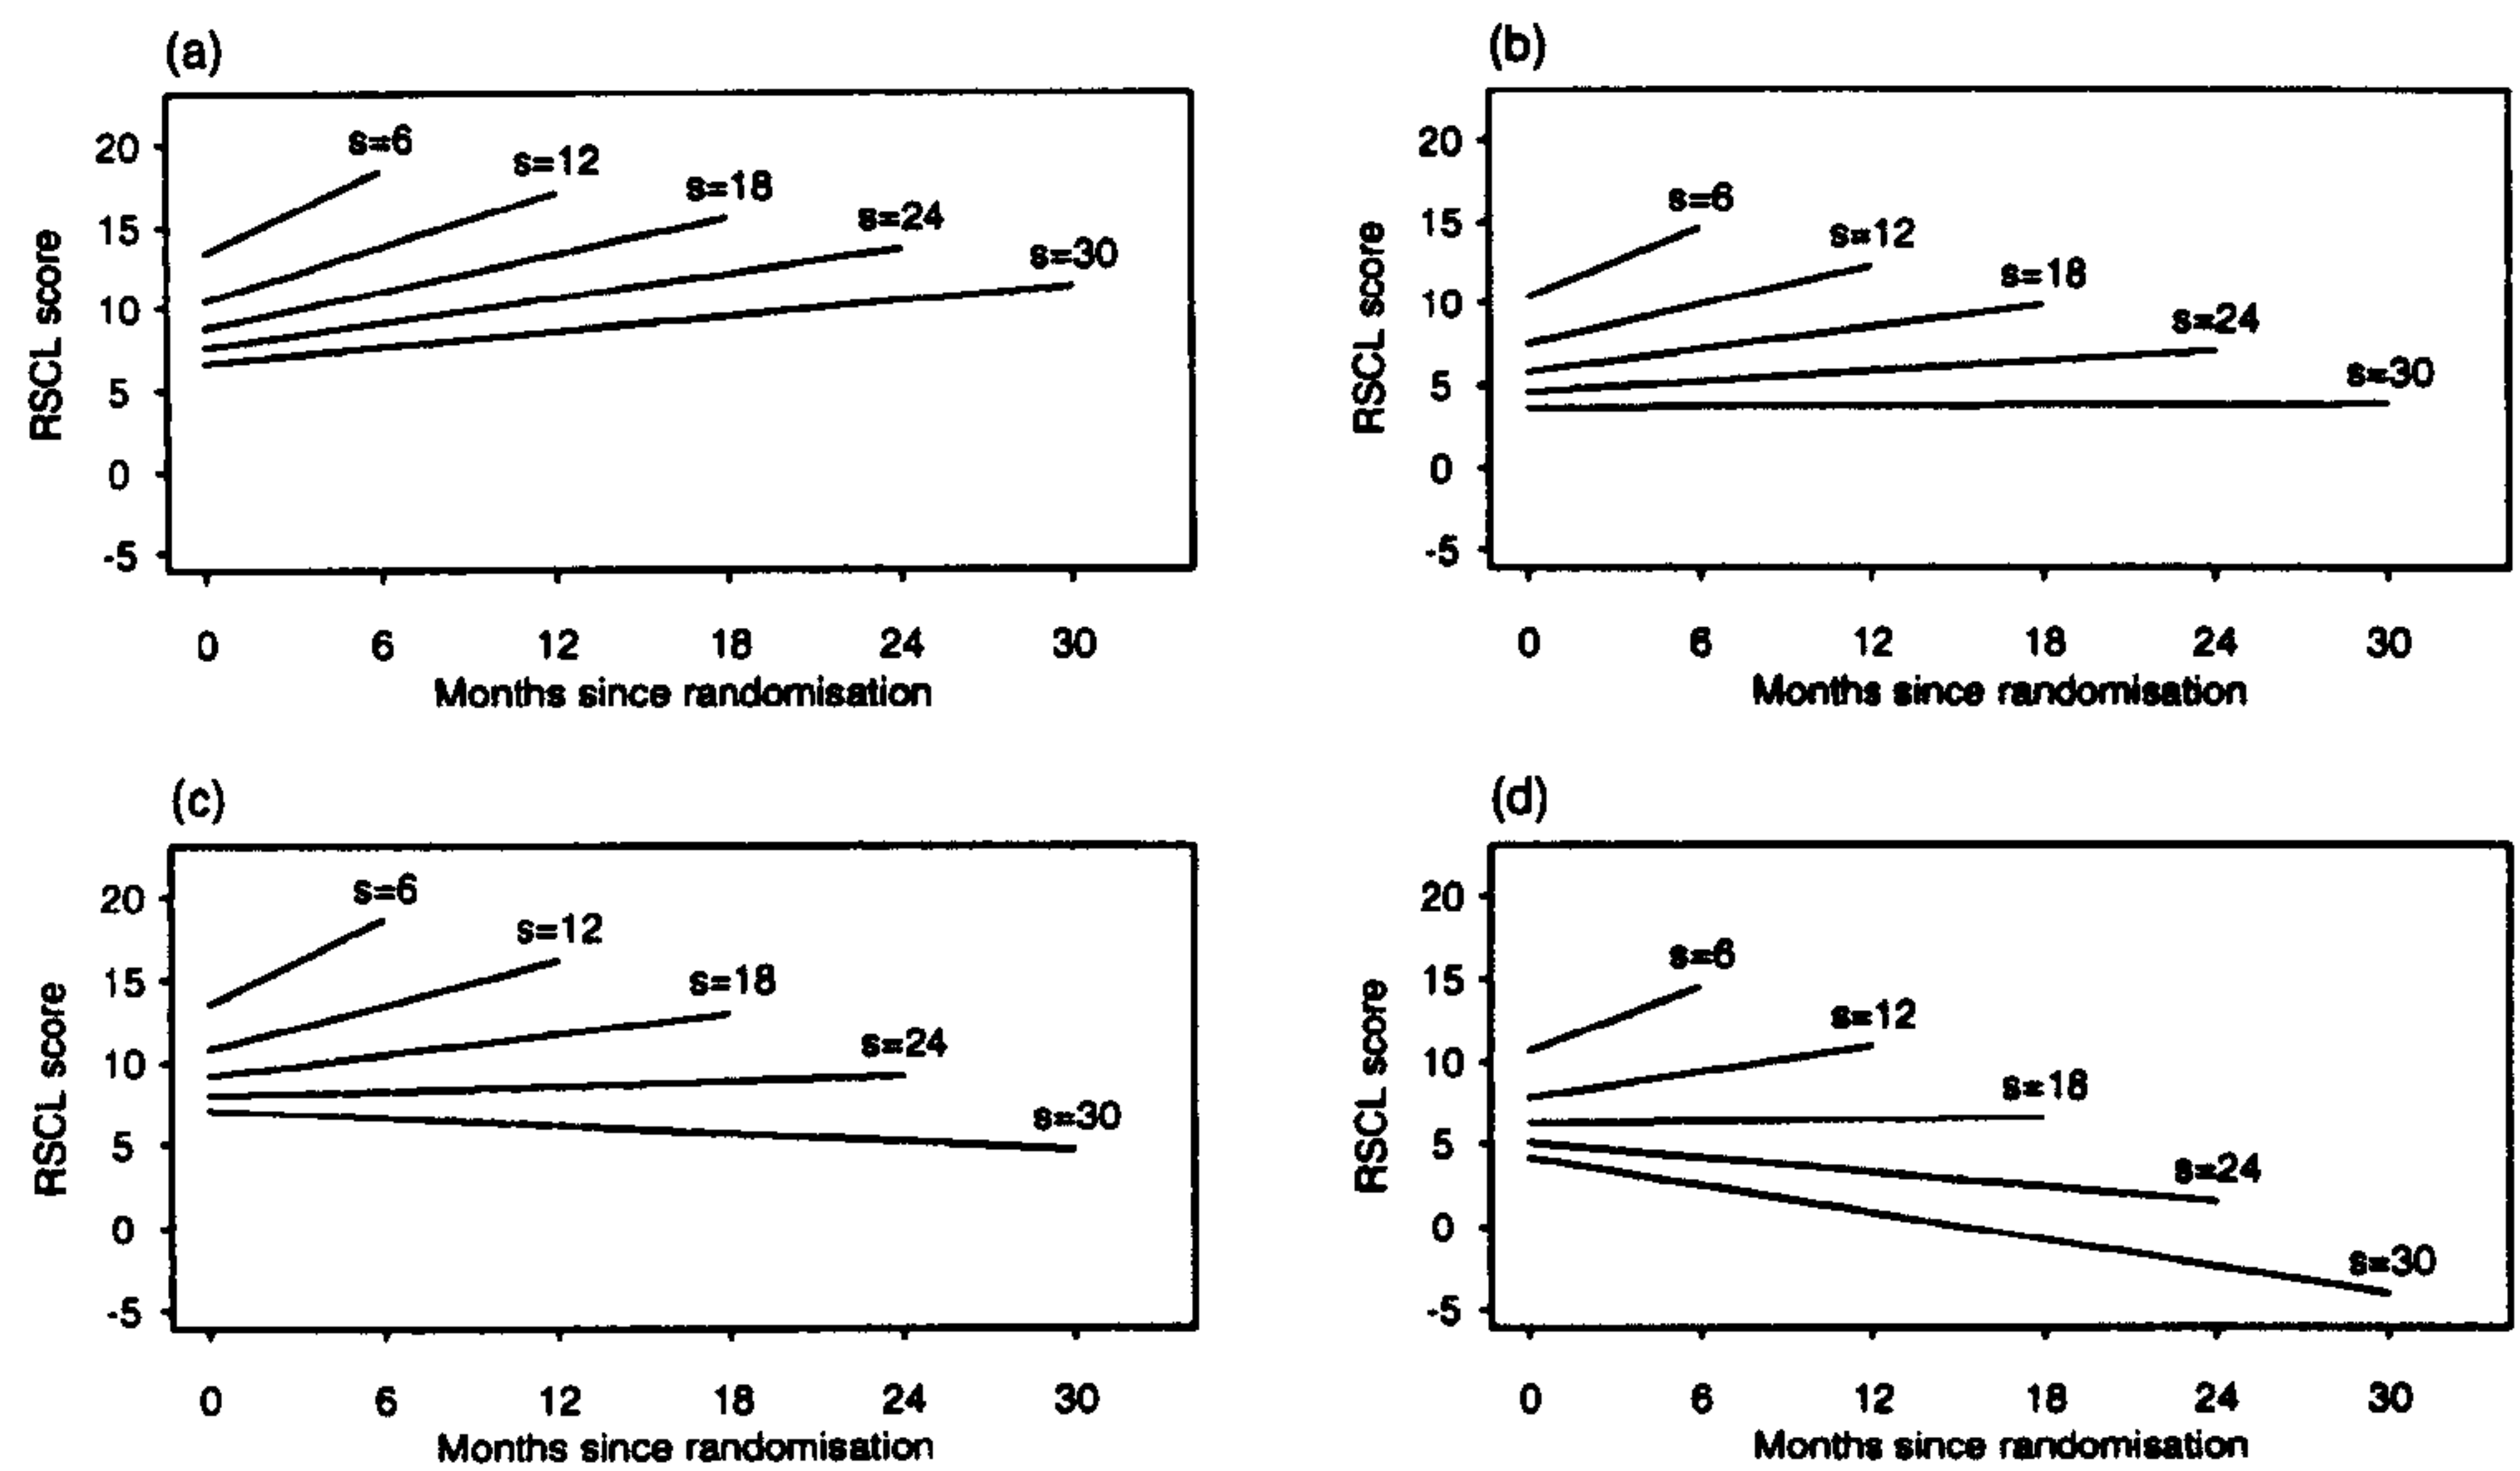 (a)
RSCL score
20
15
10
5
0
-5
s=6
s=12
s=18
s=24
s=30
0 6 12 18 24 30
Months since randomisation
(b)
RSCL score
20
15
10
5
0
-5
s=6
s=12
s=18
s=24
s=30
0 6 12 18 24 30
Months since randomisation
(c)
RSCL score
20
15
10
5
0
-5
s=6
s=12
s=18
s=24
s=30
0 6 12 18 24 30
Months since randomisation
(d)
RSCL score
20
15
10
5
0
-5
s=6
s=12
s=18
s=24
s=30
0 6 12 18 24 30
Months since randomisation